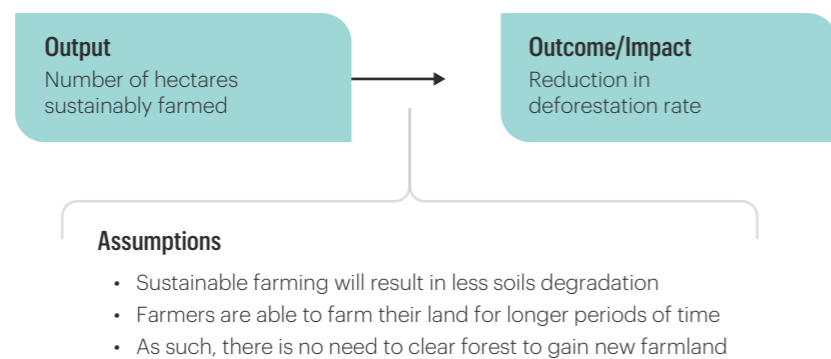 Output
Number of hectares
sustainably farmed
Outcome/Impact
Reduction in
deforestation rate
Assumptions
• Sustainable farming will result in less soils degradation
• Farmers are able to farm their land for longer periods of time
• As such, there is no need to clear forest to gain new farmland